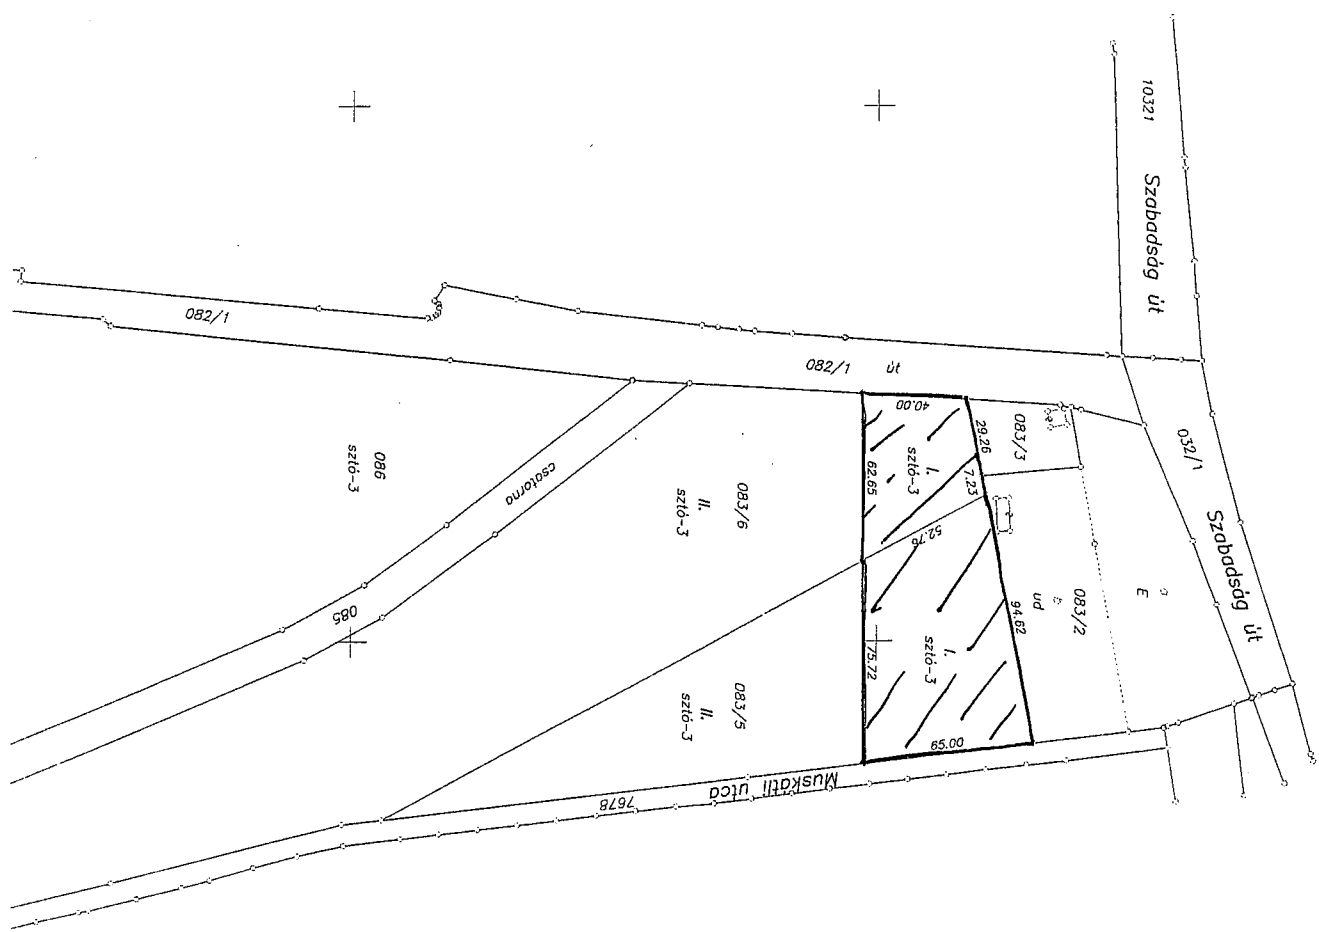 10321
Szabadság út
082/1
082/1
út
032/1
Szabadság út
40.00
29.26
7.23
62.65
I.
sztó-3
083/3
e
086
sztó-3
csatorna
083/6
II.
sztó-3
52.76
083/2
ud
E
94.62
085
75.72
I.
sztó-3
083/5
II.
sztó-3
65.00
Muskátli utca
7678